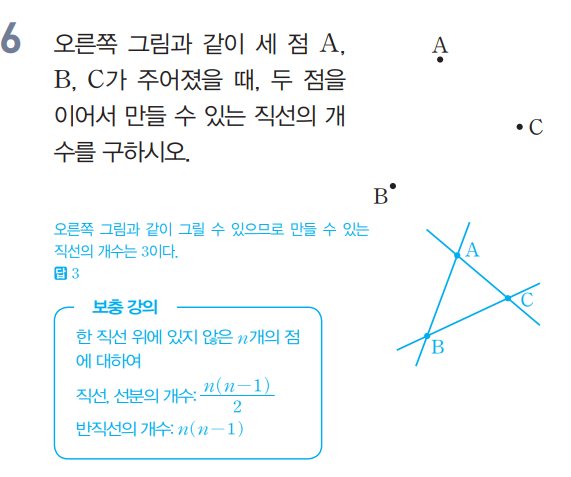 6
오른쪽 그림과 같이 세 점 A,
B, C가 주어졌을 때, 두 점을
이어서 만들 수 있는 직선의 개
수를 구하시오.
A
C
B
오른쪽 그림과 같이 그릴 수 있으므로 만들 수 있는
직선의 개수는 3이다.
답 3
A
C
B
보충 강의
한 직선 위에 있지 않은 n개의 점
에 대하여
직선, 선분의 개수: n(n-1)/2
반직선의 개수: n(n-1)